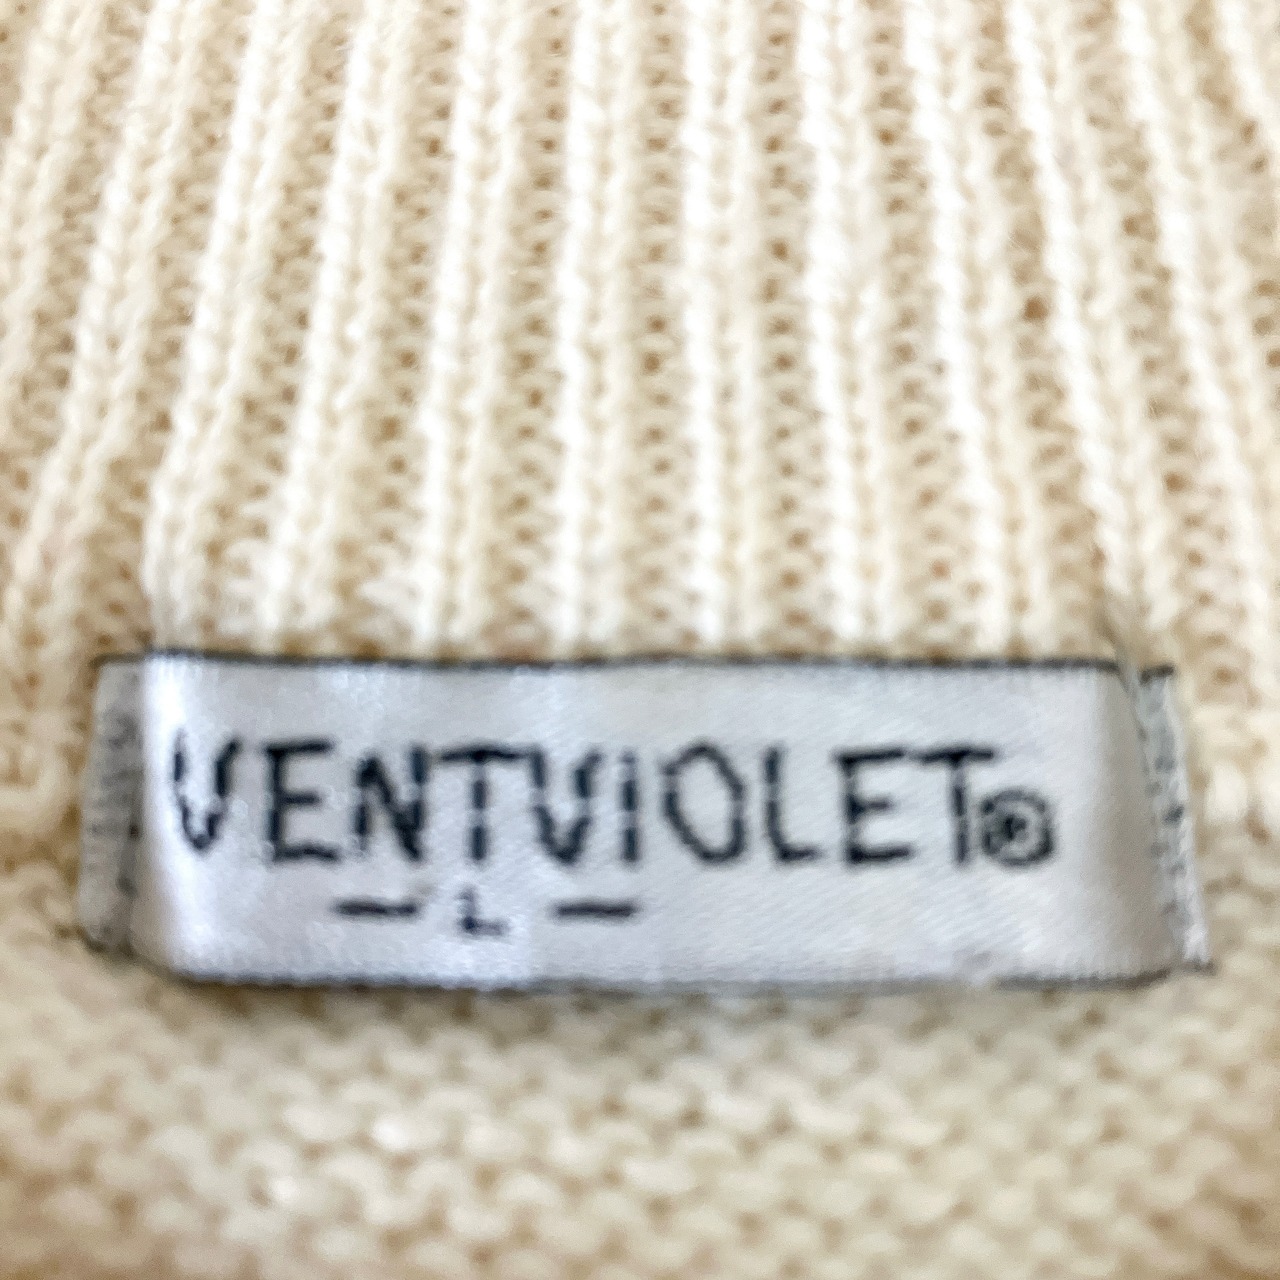 VENTVIOLET®
— L —